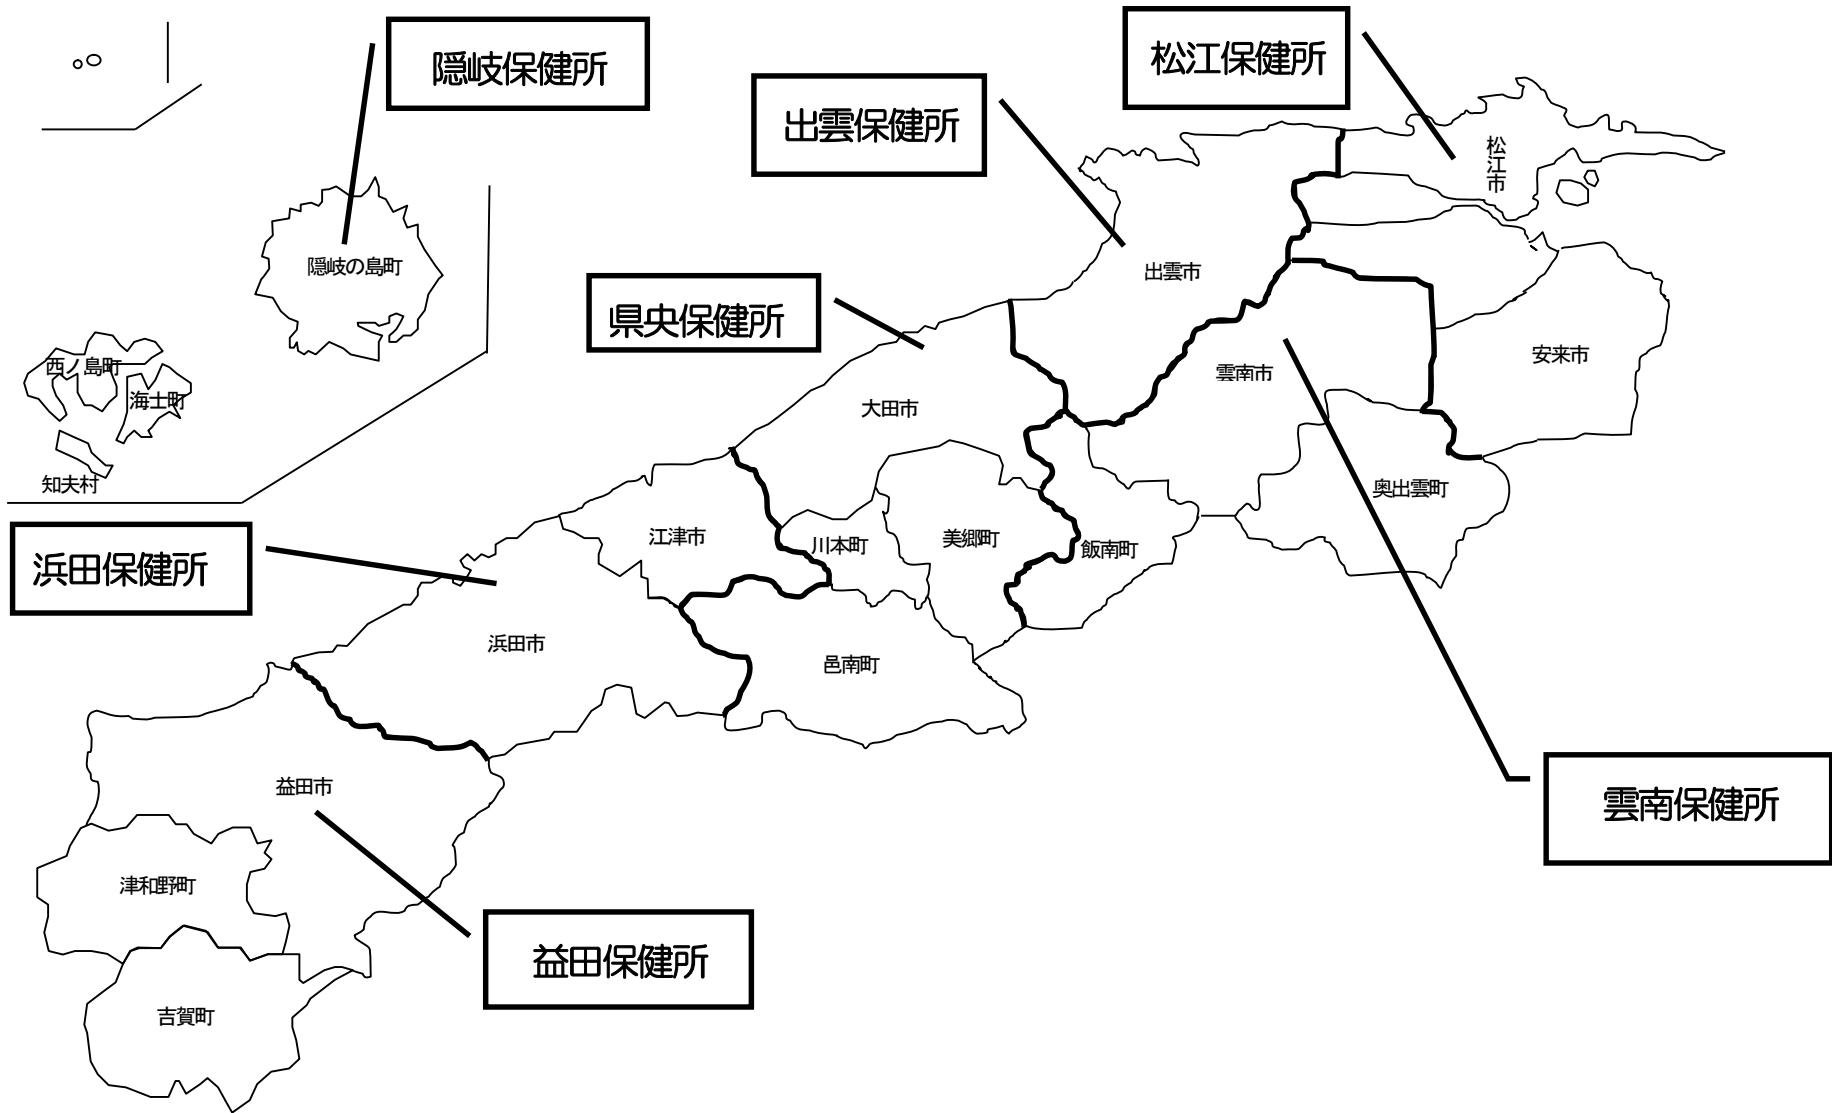 隠岐保健所
松江保健所
出雲保健所
松
江
市
隠岐の島町
出雲市
県央保健所
西ノ島町
海士町
安来市
雲南市
大田市
知夫村
奥出雲町
浜田保健所
江津市
川本町
美郷町
飯南町
浜田市
邑南町
益田市
雲南保健所
津和野町
益田保健所
吉賀町